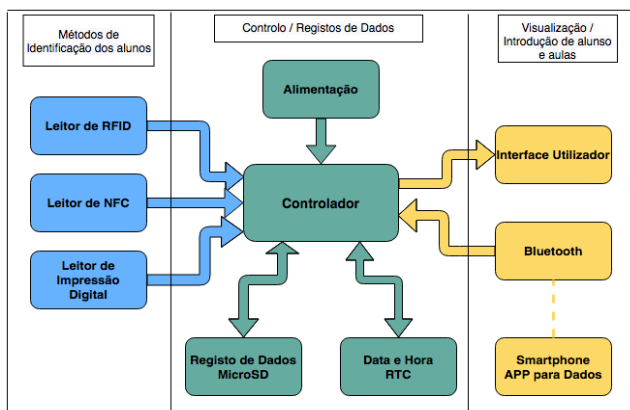 Métodos de
Identificação dos alunos
Controlo / Registos de Dados
Visualização /
Introdução de alunso
e aulas
Alimentação
Leitor de RFID
Interface Utilizador
Leitor de NFC
Controlador
Leitor de
Impressão
Digital
Bluetooth
Registo de Dados
MicroSD
Data e Hora
RTC
Smartphone
APP para Dados